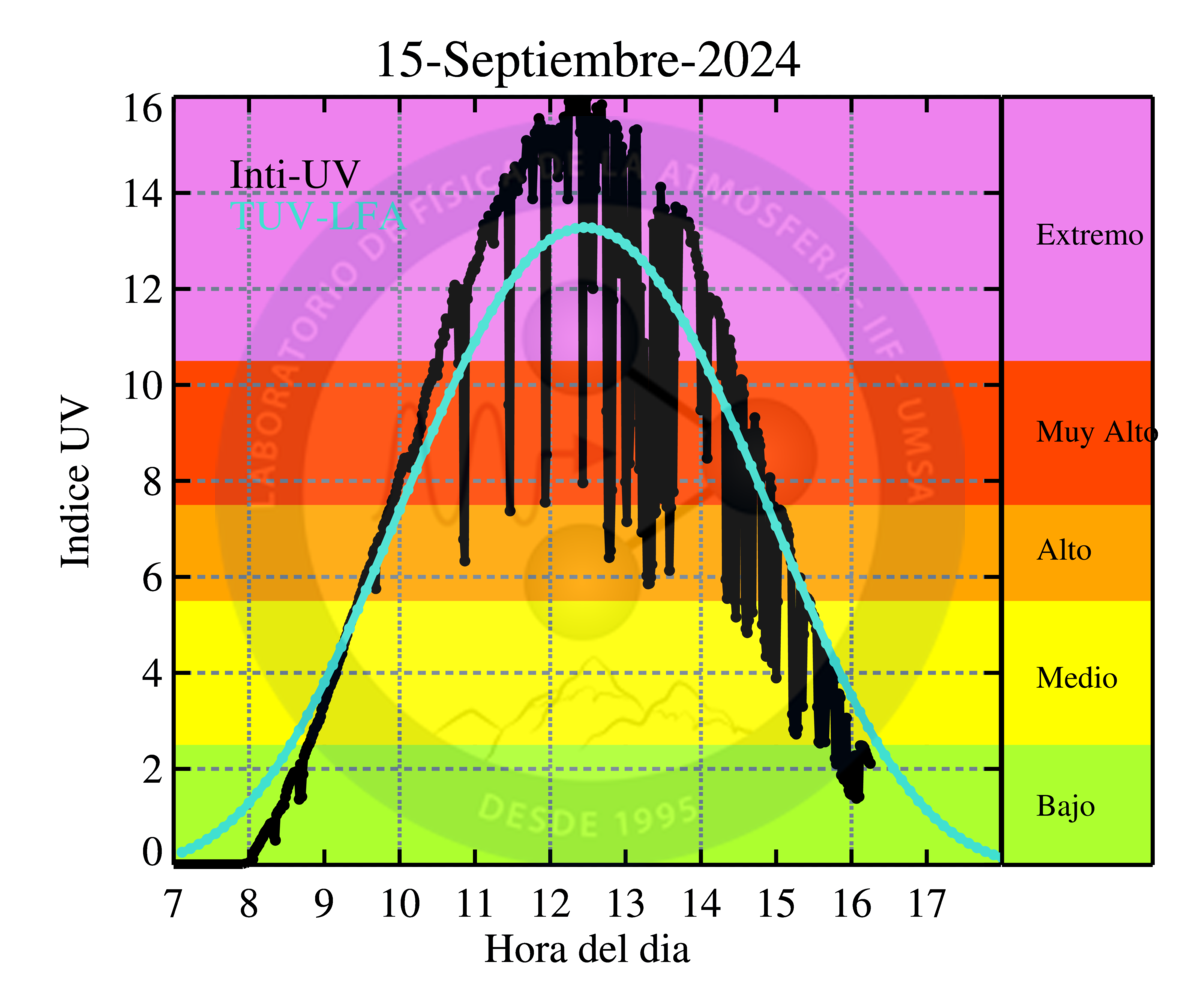 15-Septiembre-2024
Inti-UV
TUV-LFA
Extremo
Muy Alto
Alto
Medio
Bajo
Indice UV
16
14
12
10
8
6
4
2
0
7 8 9 10 11 12 13 14 15 16 17
Hora del dia
LABORATORIO DE FÍSICA DE LA ATMÓSFERA - IIF - UMSA
DESDE 1995